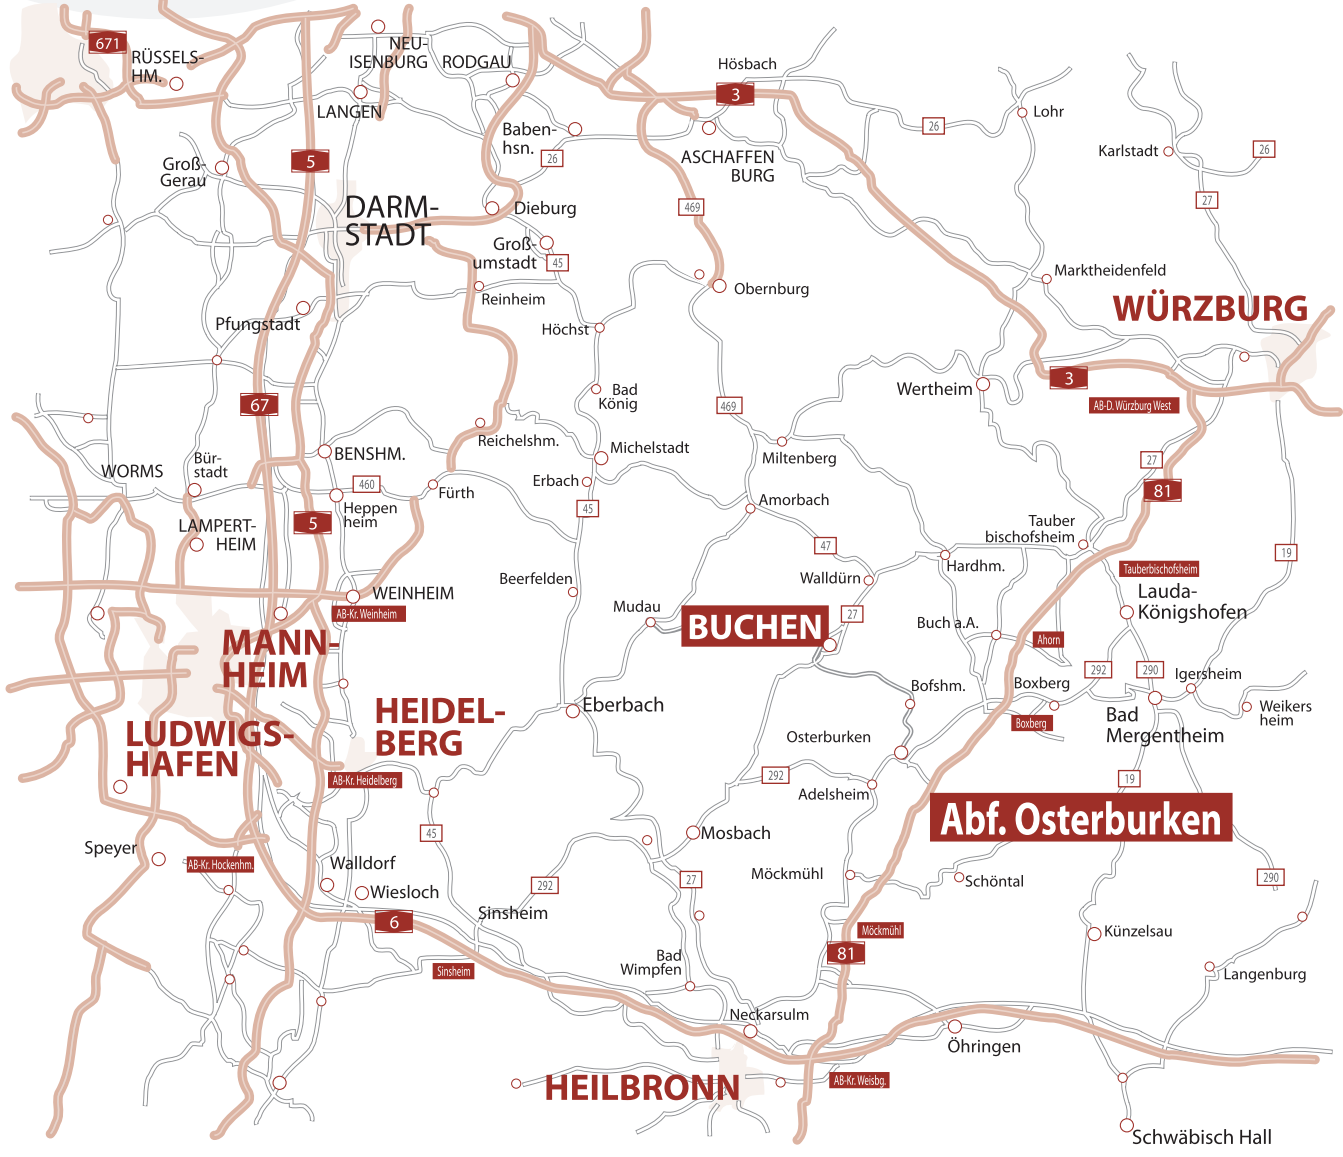 671
RÜSSELS-
HM.
NEU-
ISENBURG
RODGAU
LANGEN
5
Groß-
Gerau
Baben-
hsn.
26
Hösbach
3
ASCHAFFEN
BURG
26
Lohr
Karlstadt
26
27
DARM-
STADT
Dieburg
469
Groß-
umstadt
45
Reinheim
Obernburg
Marktheidenfeld
WÜRZBURG
Pfungstadt
Höchst
67
Bad
König
469
Wertheim
3
AB-D. Würzburg West
Reichelshm.
Michelstadt
Miltenberg
27
81
WORMS
Bür-
stadt
BENSHM.
460
Fürth
Heppen
heim
Erbach
45
Amorbach
LAMPERT-
HEIM
5
47
Tauber
bischofsheim
19
Hardhm.
Tauberbischofsheim
Beerfelden
Walldürn
WEINHEIM
AB-Kr. Weinheim
Mudau
BUCHEN
27
Buch a.A.
Ahorn
Lauda-
Königshofen
MANN-
HEIM
292
290
Igersheim
HEIDEL-
BERG
Eberbach
Bofshm.
Boxberg
Boxberg
Bad
Mergentheim
Weikers
heim
LUDWIGS-
HAFEN
Osterburken
AB-Kr. Heidelberg
292
Adelsheim
19
Abf. Osterburken
45
Mosbach
Speyer
AB-Kr. Hockenhm.
Walldorf
Wiesloch
292
27
Möckmühl
Schöntal
290
6
Sinsheim
Möckmühl
Künzelsau
81
Sinsheim
Bad
Wimpfen
Langenburg
Neckarsulm
Öhringen
HEILBRONN
AB-Kr. Weisbg.
Schwäbisch Hall